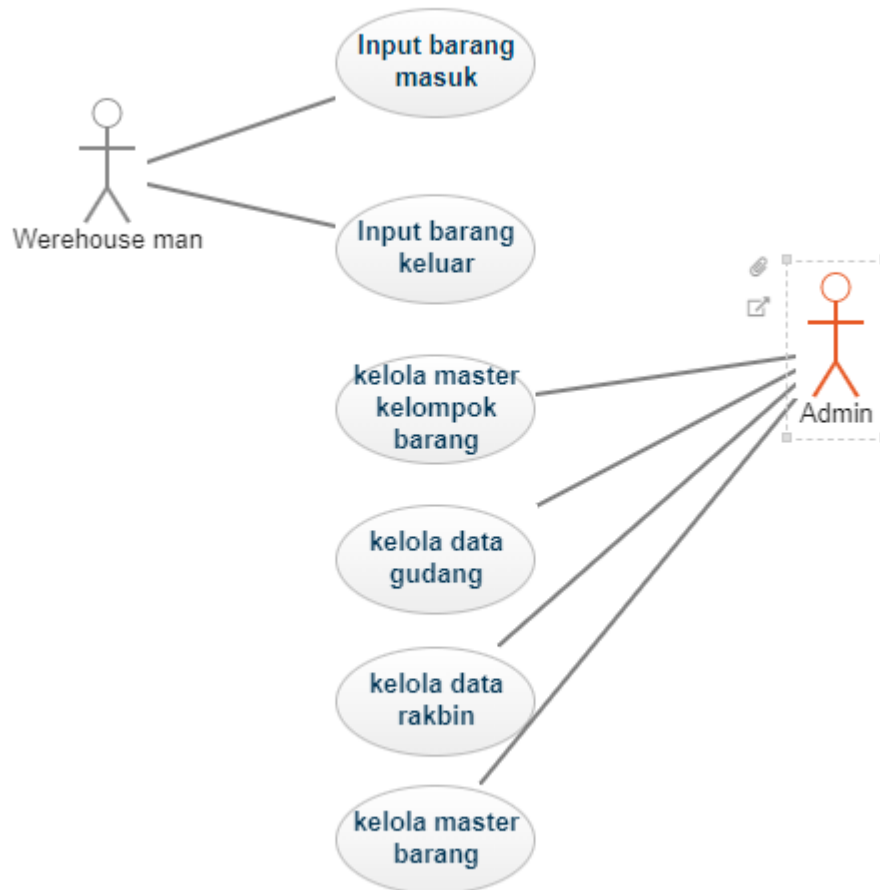 Input barang
masuk
Werehouse man
Input barang
keluar
kelola master
kelompok
barang
Admin
kelola data
gudang
kelola data
rakbin
kelola master
barang